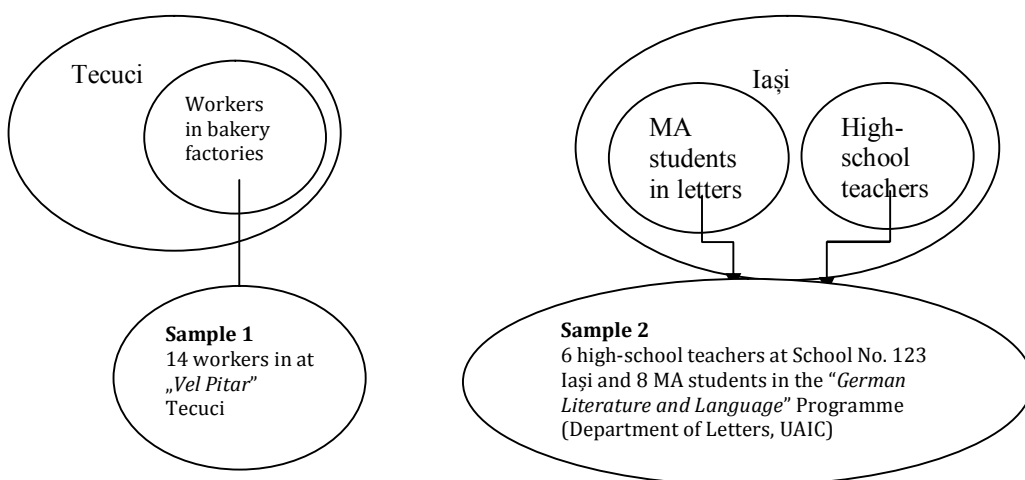 Tecuci
Workers
in bakery
factories
Sample 1
14 workers in at
„Vel Pitar”
Tecuci
Iași
MA
students
in letters
High-
school
teachers
Sample 2
6 high-school teachers at School No. 123
Iași and 8 MA students in the “German
Literature and Language” Programme
(Department of Letters, UAIC)